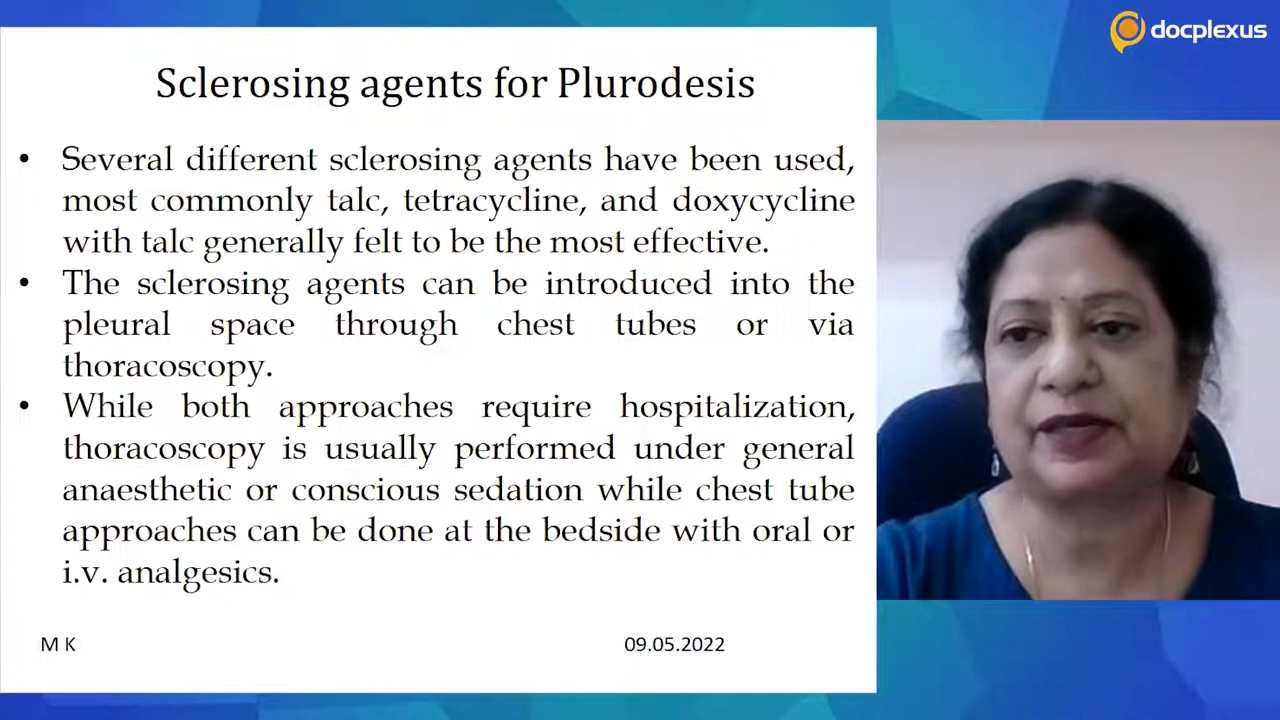 docplexus
Sclerosing agents for Plurodesis
• Several different sclerosing agents have been used,
most commonly talc, tetracycline, and doxycycline
with talc generally felt to be the most effective.
• The sclerosing agents can be introduced into the
pleural space through chest tubes or via
thoracoscopy.
• While both approaches require hospitalization,
thoracoscopy is usually performed under general
anaesthetic or conscious sedation while chest tube
approaches can be done at the bedside with oral or
i.v. analgesics.
M K
09.05.2022